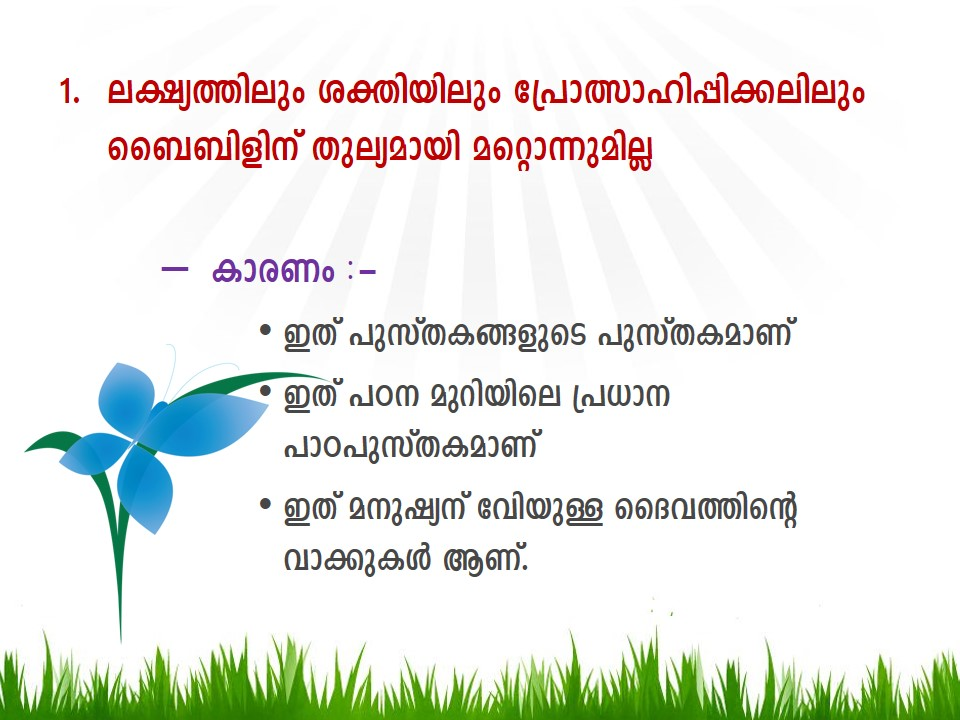 1. ലക്ഷ്യത്തിലും ശക്തിയിലും പ്രോത്സാഹിപ്പിക്കലിലും
ബൈബിളിന് തുല്യമായി മറ്റൊന്നുമില്ല
– കാരണം :-
• ഇത് പുസ്തകങ്ങളുടെ പുസ്തകമാണ്
• ഇത് പഠന മുറിയിലെ പ്രധാന
പാഠപുസ്തകമാണ്
• ഇത് മനുഷ്യന് വേിയുള്ള ദൈവത്തിന്റെ
വാക്കുകൾ ആണ്.